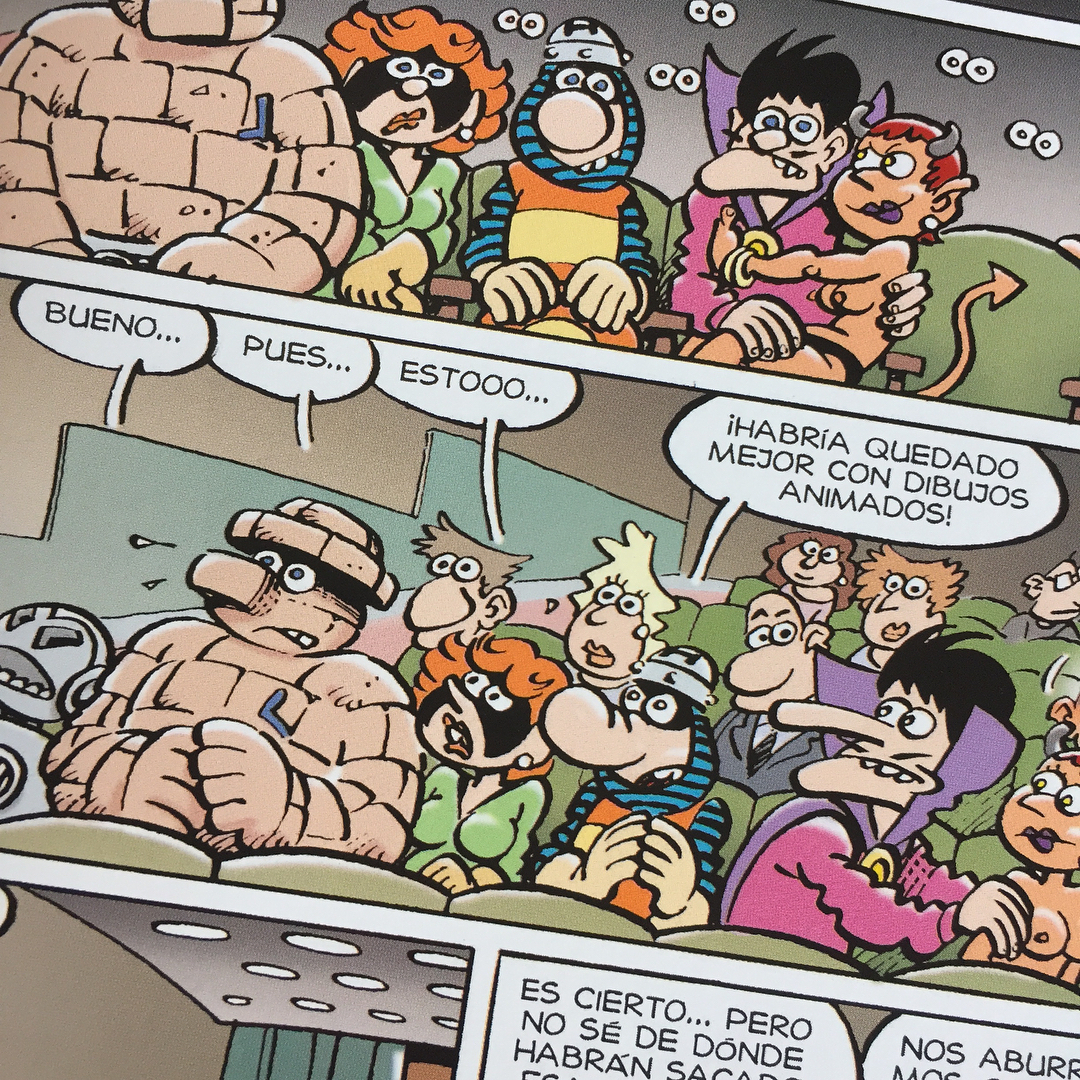 BUENO...
PUES...
ESTOOO...
¡HABRÍA QUEDADO
MEJOR CON DIBUJOS
ANIMADOS!
ES CIERTO... PERO
NO SÉ DE DÓNDE
HABRÁN SACADO
NOS ABURR